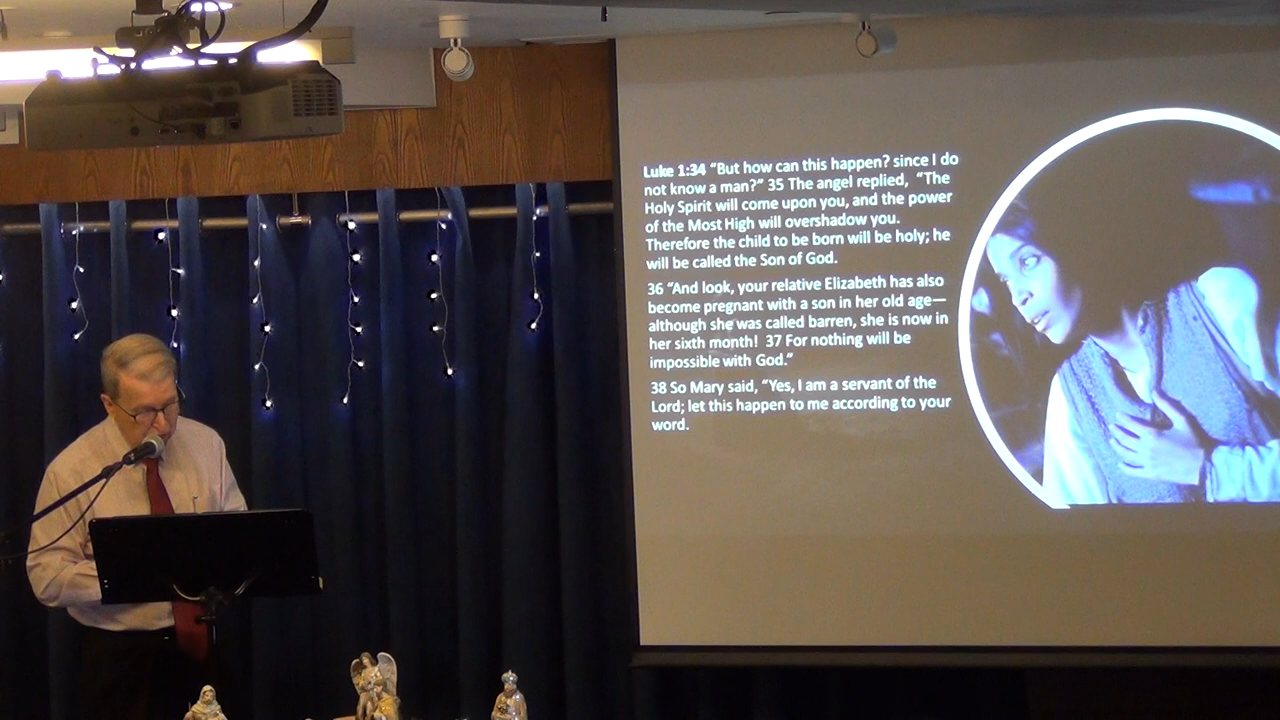 Luke 1:34 “But how can this happen? since I do
not know a man?” 35 The angel replied, “The
Holy Spirit will come upon you, and the power
of the Most High will overshadow you.
Therefore the child to be born will be holy; he
will be called the Son of God.
36 “And look, your relative Elizabeth has also
become pregnant with a son in her old age—
although she was called barren, she is now in
her sixth month! 37 For nothing will be
impossible with God.”
38 So Mary said, “Yes, I am a servant of the
Lord; let this happen to me according to your
word.